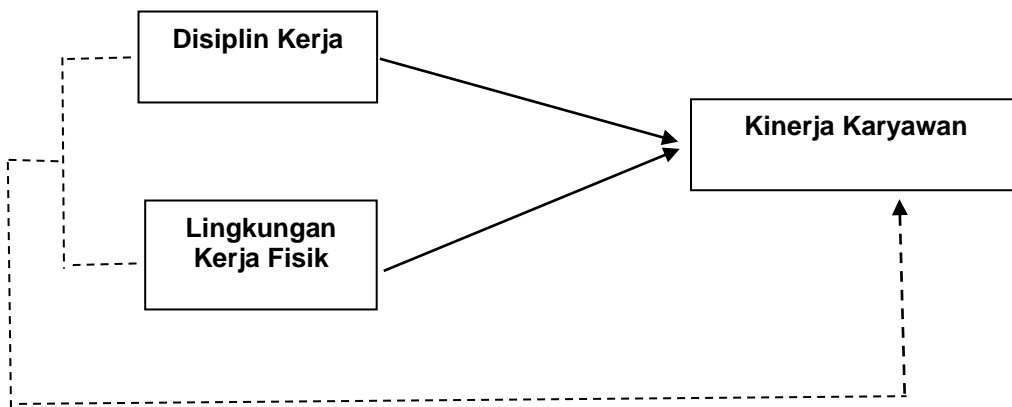 Disiplin Kerja
Kinerja Karyawan
Lingkungan
Kerja Fisik